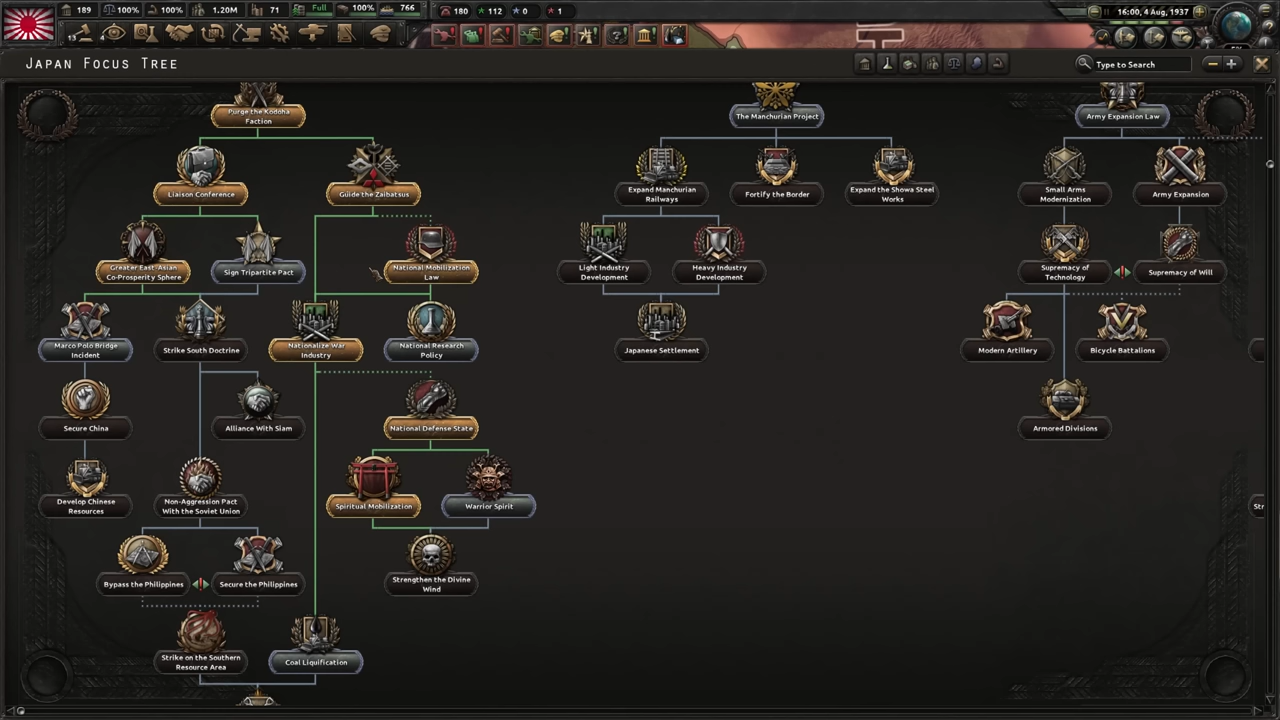 189
100%
100%
1.20M
71
Full
100%
766
180
112
0
1
16:00, 4 Aug, 1937
13
5%
Japan Focus Tree
Type to Search
Purge the Kodoha
Faction
The Manchurian Project
Army Expansion Law
Liaison Conference
Guide the Zaibatsus
Expand Manchurian
Railways
Fortify the Border
Expand the Showa Steel
Works
Small Arms
Modernization
Army Expansion
Greater East-Asian
Co-Prosperity Sphere
Sign Tripartite Pact
National Mobilization
Law
Light Industry
Development
Heavy Industry
Development
Supremacy of
Technology
Supremacy of Will
Marco Polo Bridge
Incident
Strike South Doctrine
Nationalize War
Industry
National Research
Policy
Japanese Settlement
Modern Artillery
Bicycle Battalions
Secure China
Alliance With Siam
National Defense State
Armored Divisions
Develop Chinese
Resources
Non-Aggression Pact
With the Soviet Union
Spiritual Mobilization
Warrior Spirit
Str
Bypass the Philippines
Secure the Philippines
Strengthen the Divine
Wind
Strike on the Southern
Resource Area
Coal Liquification